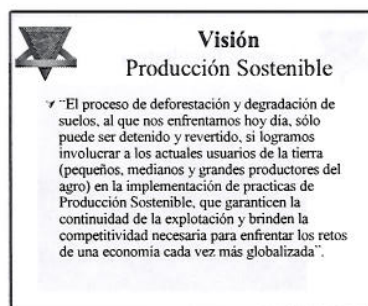 Visión
Producción Sostenible
¨El proceso de deforestación y degradación de
suelos, al que nos enfrentamos hoy día, sólo
puede ser detenido y revertido, si logramos
involucrar a los actuales usuarios de la tierra
(pequeños, medianos y grandes productores del
agro) en la implementación de practicas de
Producción Sostenible, que garanticen la
continuidad de la explotación y brinden la
competitividad necesaria para enfrentar los retos
de una economía cada vez más globalizada¨.